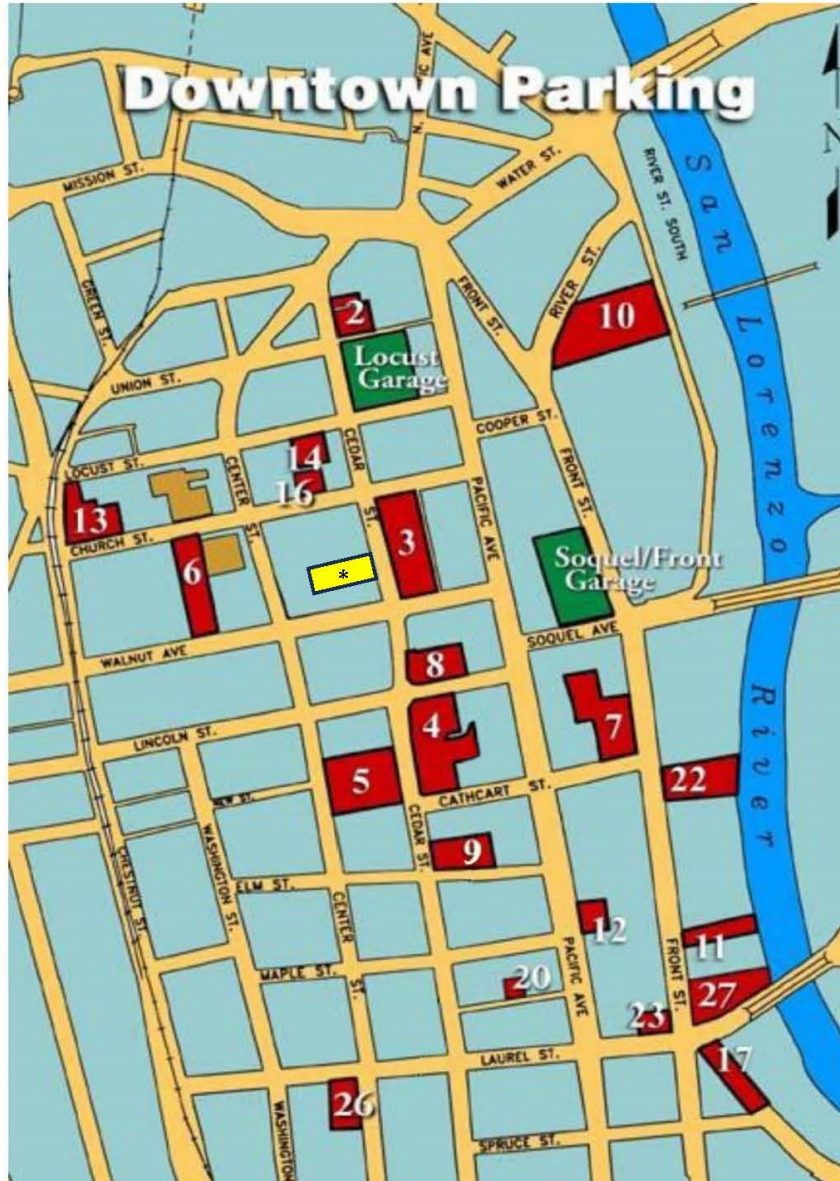 Downtown Parking
N. PACIFIC AVE
MISSION ST.
WATER ST.
RIVER ST. SOUTH
San Lorenzo River
N
GREEN ST.
FRONT ST.
RIVER ST.
2
10
Locust
Garage
UNION ST.
COOPER ST.
CEDAR ST.
14
LOCUST ST.
CENTER ST.
16
PACIFIC AVE
FRONT ST.
13
3
CHURCH ST.
6
*
Soquel/Front
Garage
SOQUEL AVE
WALNUT AVE
8
4
7
LINCOLN ST.
5
22
NEW ST.
CATHCART ST.
CEDAR ST.
WASHINGTON ST.
CHESTNUT ST.
9
ELM ST.
CENTER ST.
12
11
PACIFIC AVE
FRONT ST.
MAPLE ST.
20
27
23
LAUREL ST.
17
26
WASHINGTON
SPRUCE ST.